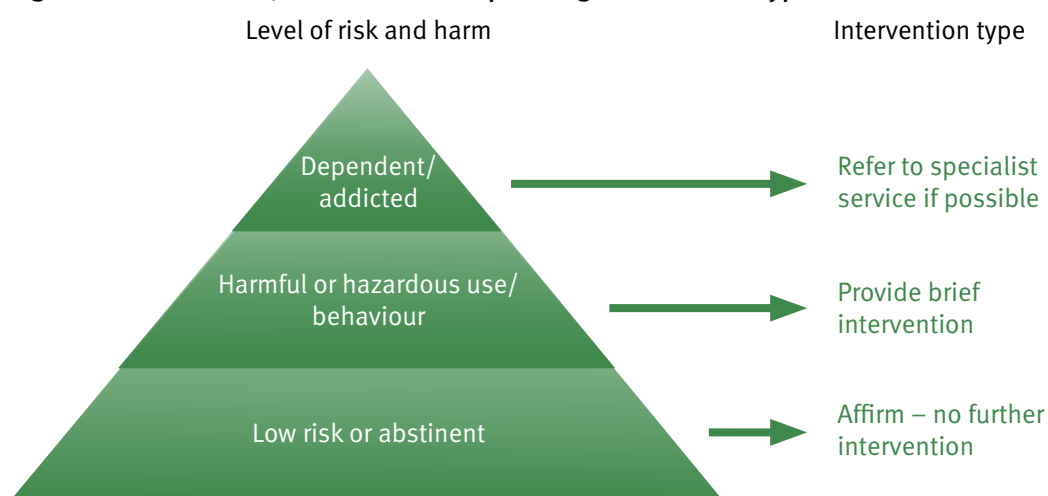 Level of risk and harm
Intervention type
Dependent/
addicted
Refer to specialist
service if possible
Harmful or hazardous use/
behaviour
Provide brief
intervention
Low risk or abstinent
Affirm – no further
intervention